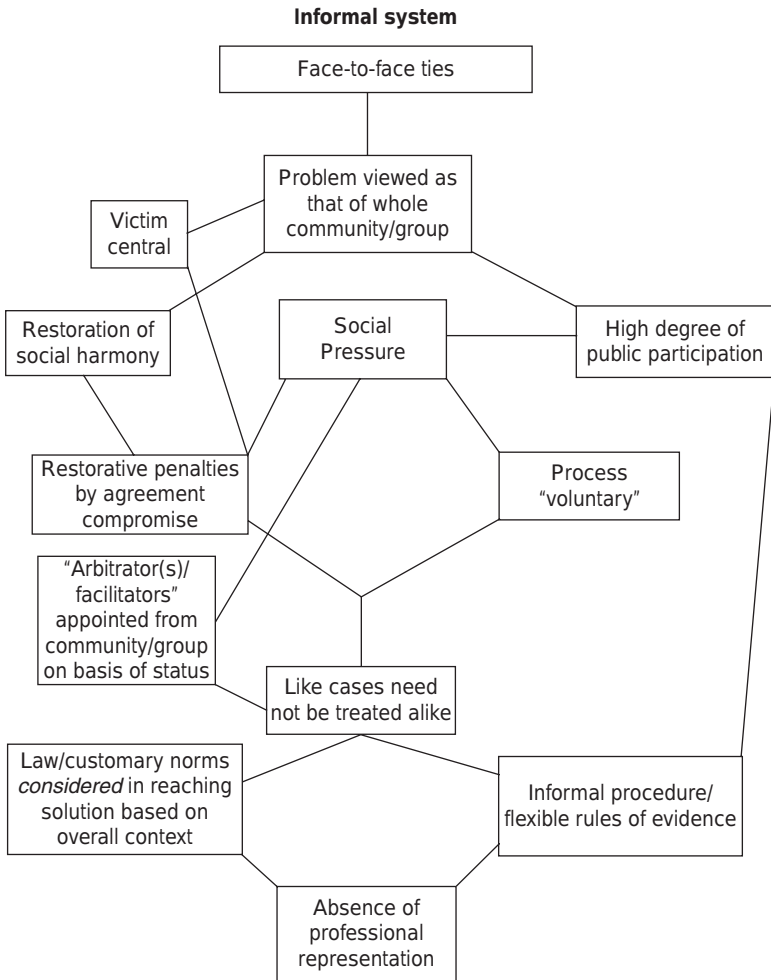 Informal system
Face-to-face ties
Problem viewed as
that of whole
community/group
Victim
central
Restoration of
social harmony
Social
Pressure
High degree of
public participation
Restorative penalties
by agreement
compromise
Process
"voluntary"
"Arbitrator(s)/
facilitators"
appointed from
community/group
on basis of status
Like cases need
not be treated alike
Law/customary norms
considered in reaching
solution based on
overall context
Informal procedure/
flexible rules of evidence
Absence of
professional
representation